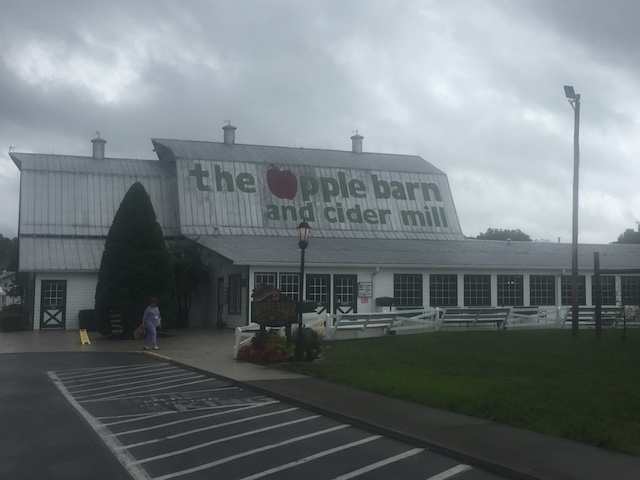 the apple barn
and cider mill